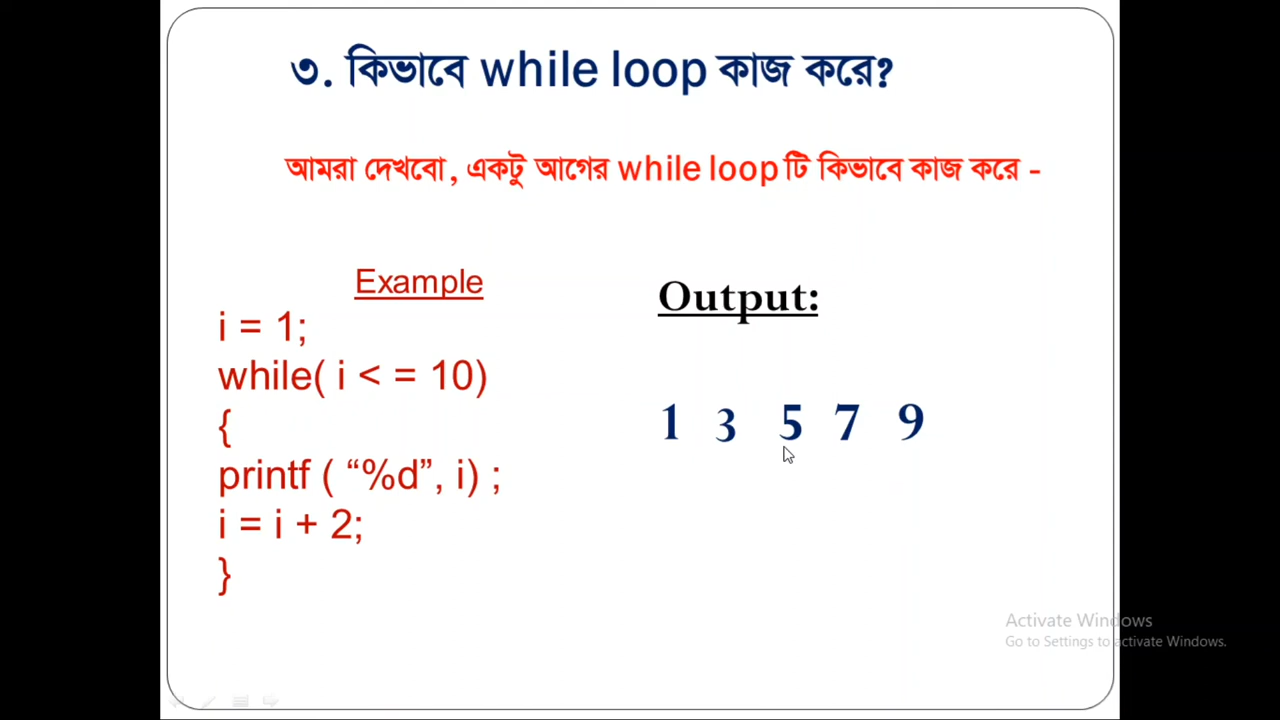 ৩. কিভাবে while loop কাজ করে?
আমরা দেখবো, একটু আগের while loop টি কিভাবে কাজ করে -
Example
i = 1;
while( i < = 10)
{
printf ( “%d”, i) ;
i = i + 2;
}
Output:
1 3 5 7 9
Activate Windows
Go to Settings to activate Windows.